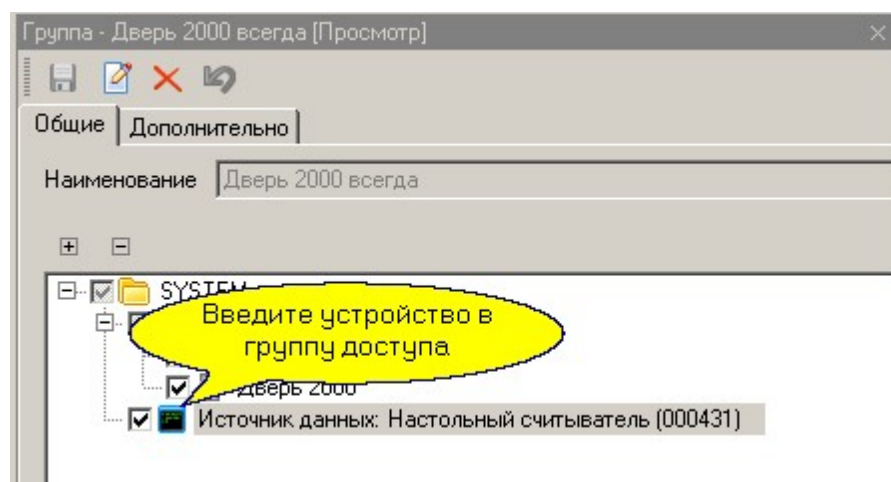 Группа - Дверь 2000 всегда [Просмотр]
Общие Дополнительно
Наименование Дверь 2000 всегда
SYSTEM
Введите устройство в
группу доступа
Дверь 2000
Источник данных: Настольный считыватель (000431)